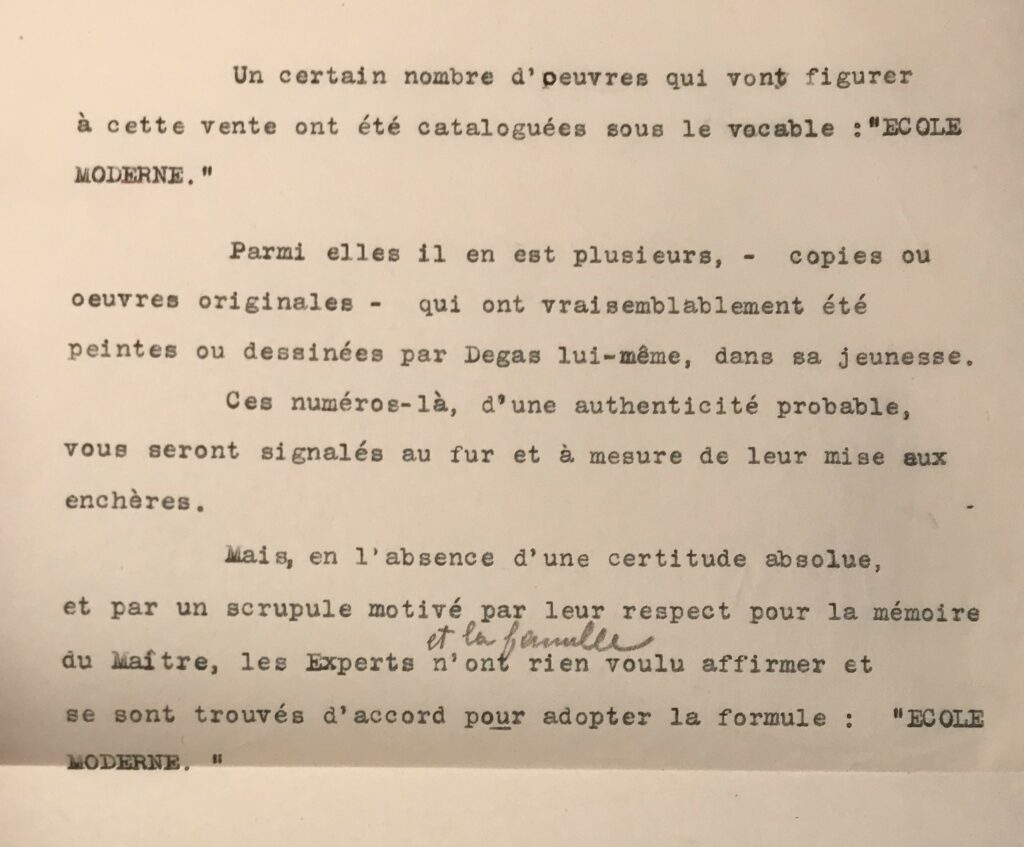 Un certain nombre d'oeuvres qui vont figurer
à cette vente ont été cataloguées sous le vocable :"ECOLE
MODERNE."
Parmi elles il en est plusieurs, - copies ou
oeuvres originales - qui ont vraisemblablement été
peintes ou dessinées par Degas lui-même, dans sa jeunesse.
Ces numéros-là, d'une authenticité probable,
vous seront signalés au fur et à mesure de leur mise aux
enchères.
Mais, en l'absence d'une certitude absolue,
et par un scrupule motivé par leur respect pour la mémoire
et la famille
du Maître, les Experts n'ont rien voulu affirmer et
se sont trouvés d'accord pour adopter la formule : "ECOLE
MODERNE. "